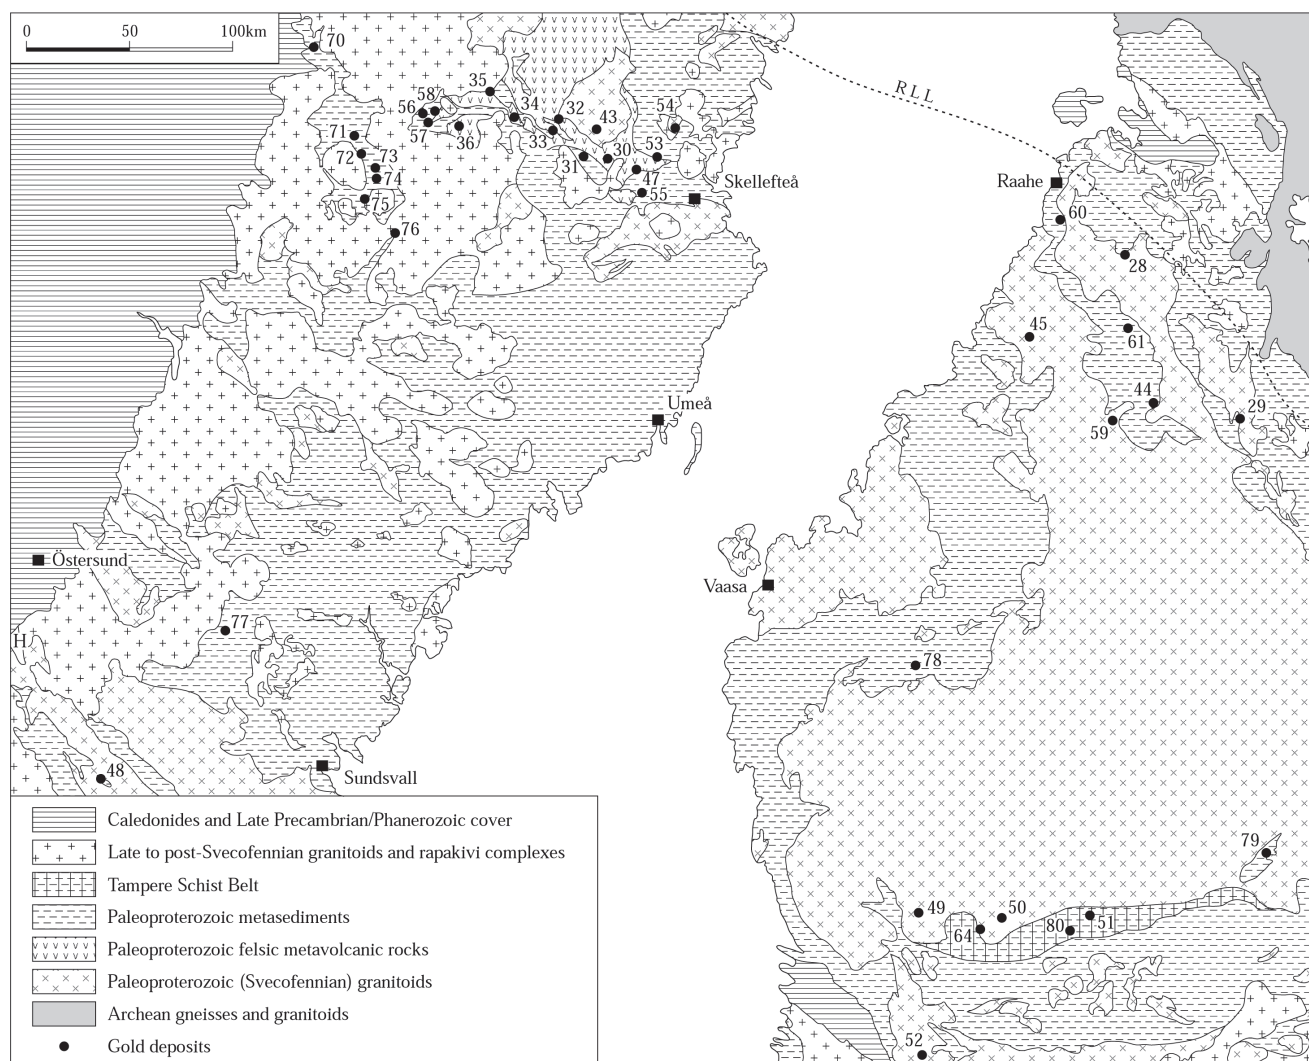 0 50 100km
70
35
58
56
34
32
54
43
57
36
33
71
53
72
73
31
30
74
47
Skellefteå
75
55
76
RLL
Raahe
60
28
45
61
44
29
59
Umeå
Östersund
Vaasa
77
H
78
48
Sundsvall
79
49
50
51
64
80
52
Caledonides and Late Precambrian/Phanerozoic cover
Late to post-Svecofennian granitoids and rapakivi complexes
Tampere Schist Belt
Paleoproterozoic metasediments
Paleoproterozoic felsic metavolcanic rocks
Paleoproterozoic (Svecofennian) granitoids
Archean gneisses and granitoids
Gold deposits